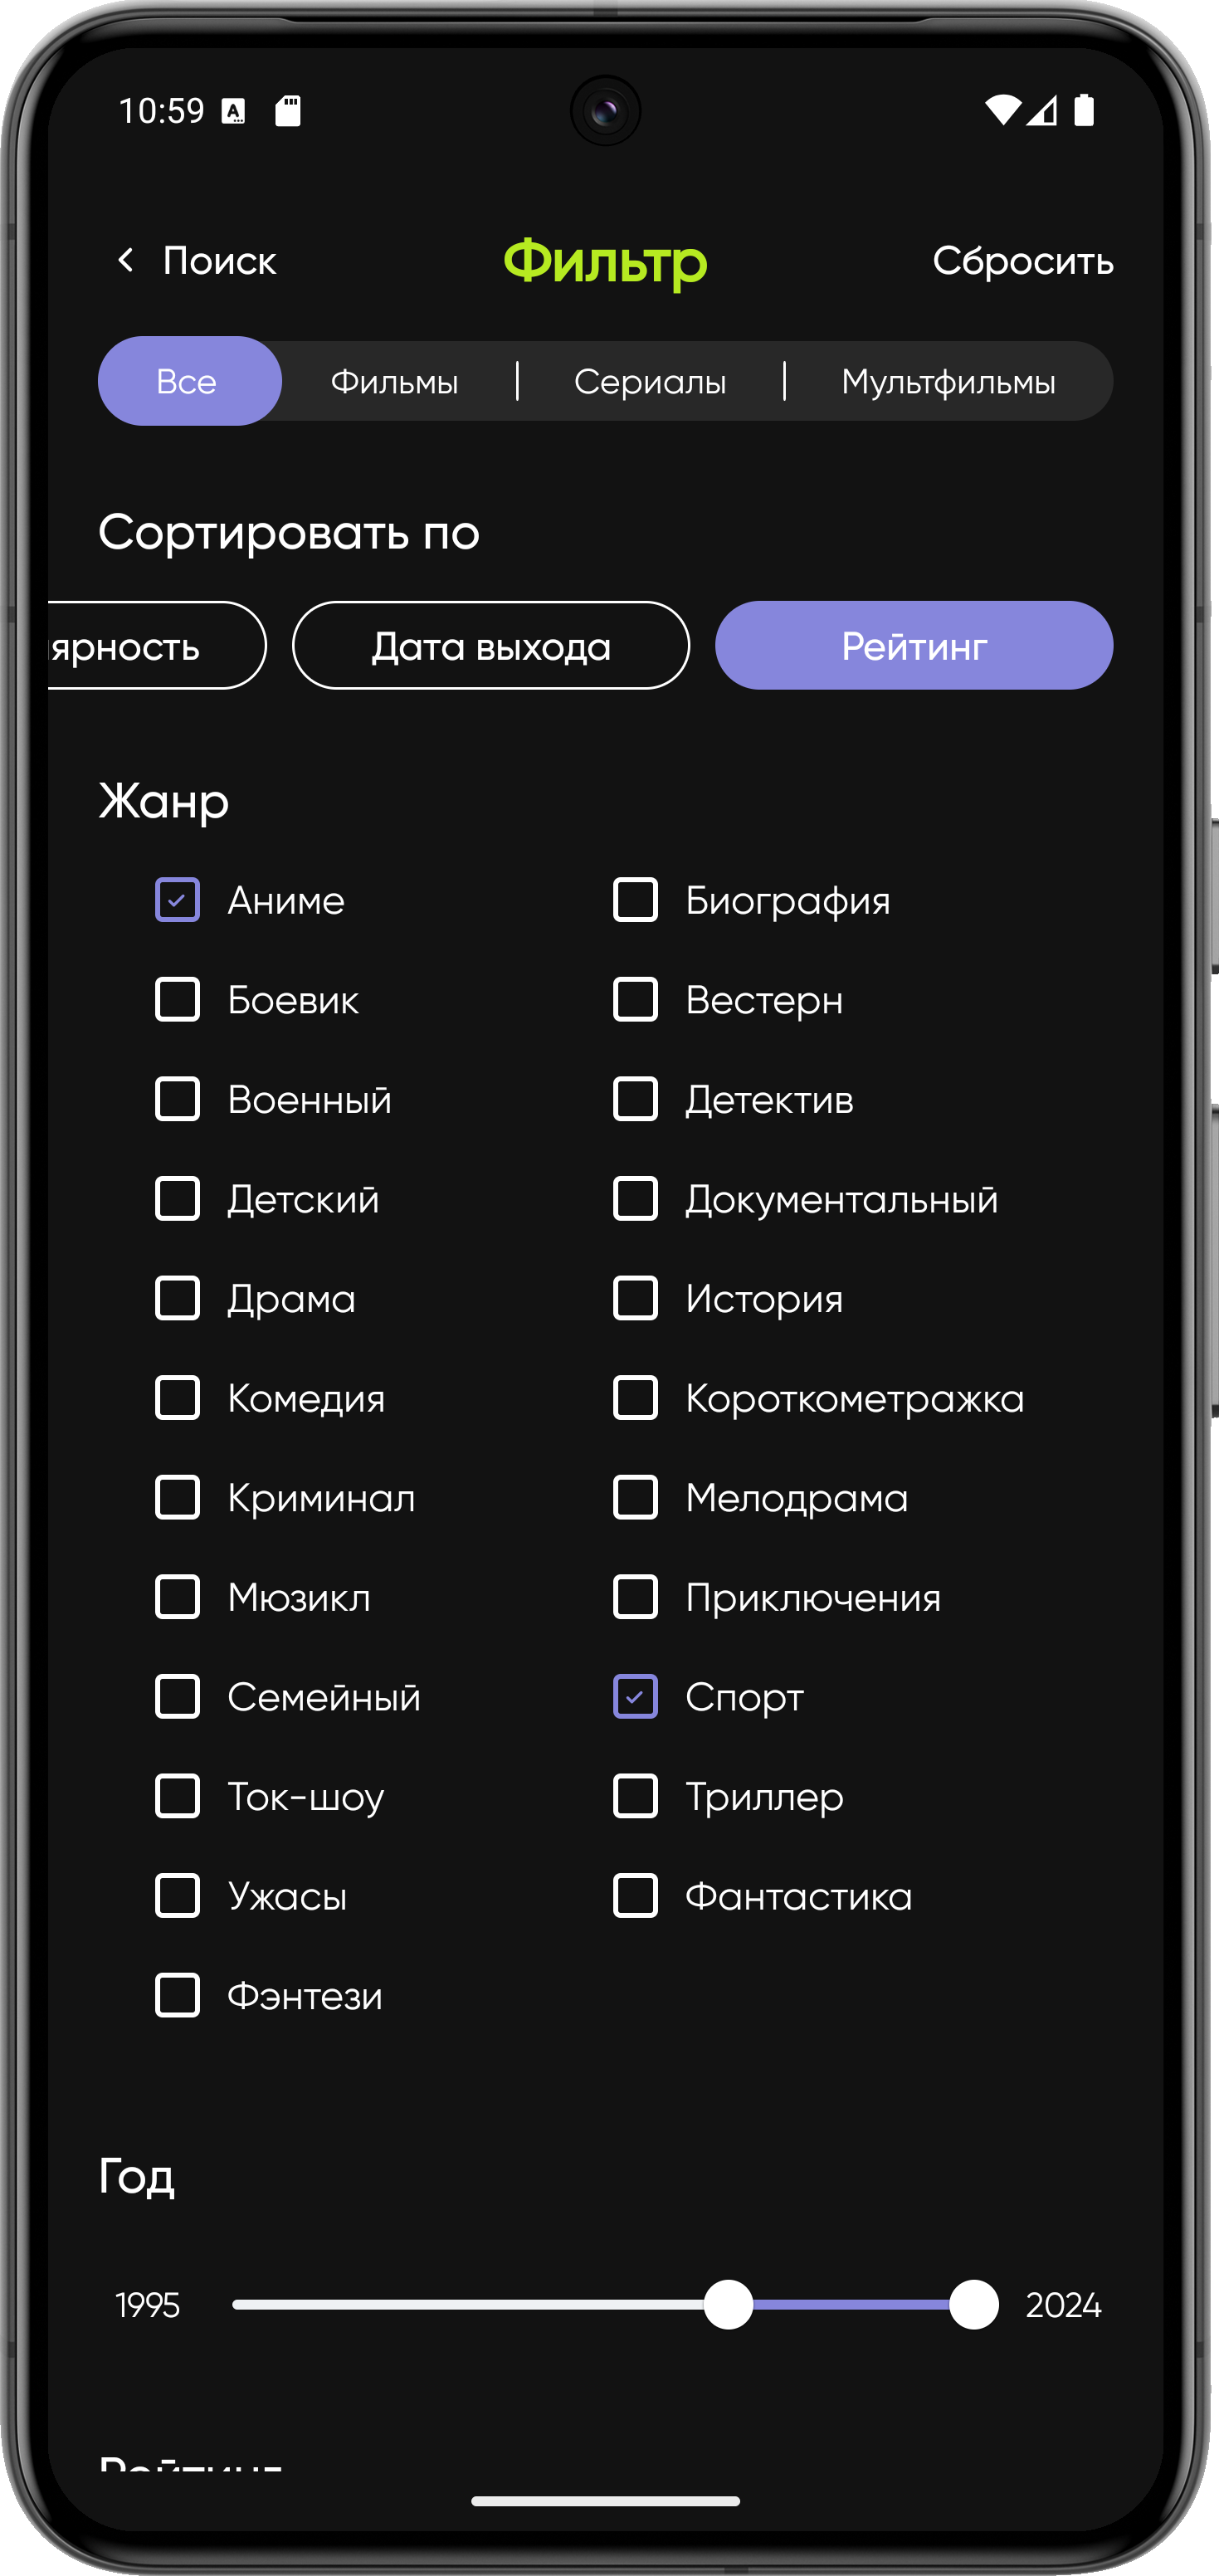 10:59
Поиск Фильтр Сбросить
Все Фильмы Сериалы Мультфильмы
Сортировать по
ярность Дата выхода Рейтинг
Жанр
Аниме Биография
Боевик Вестерн
Военный Детектив
Детский Документальный
Драма История
Комедия Короткометражка
Криминал Мелодрама
Мюзикл Приключения
Семейный Спорт
Ток-шоу Триллер
Ужасы Фантастика
Фэнтези
Год
1995 2024
Рейтинг